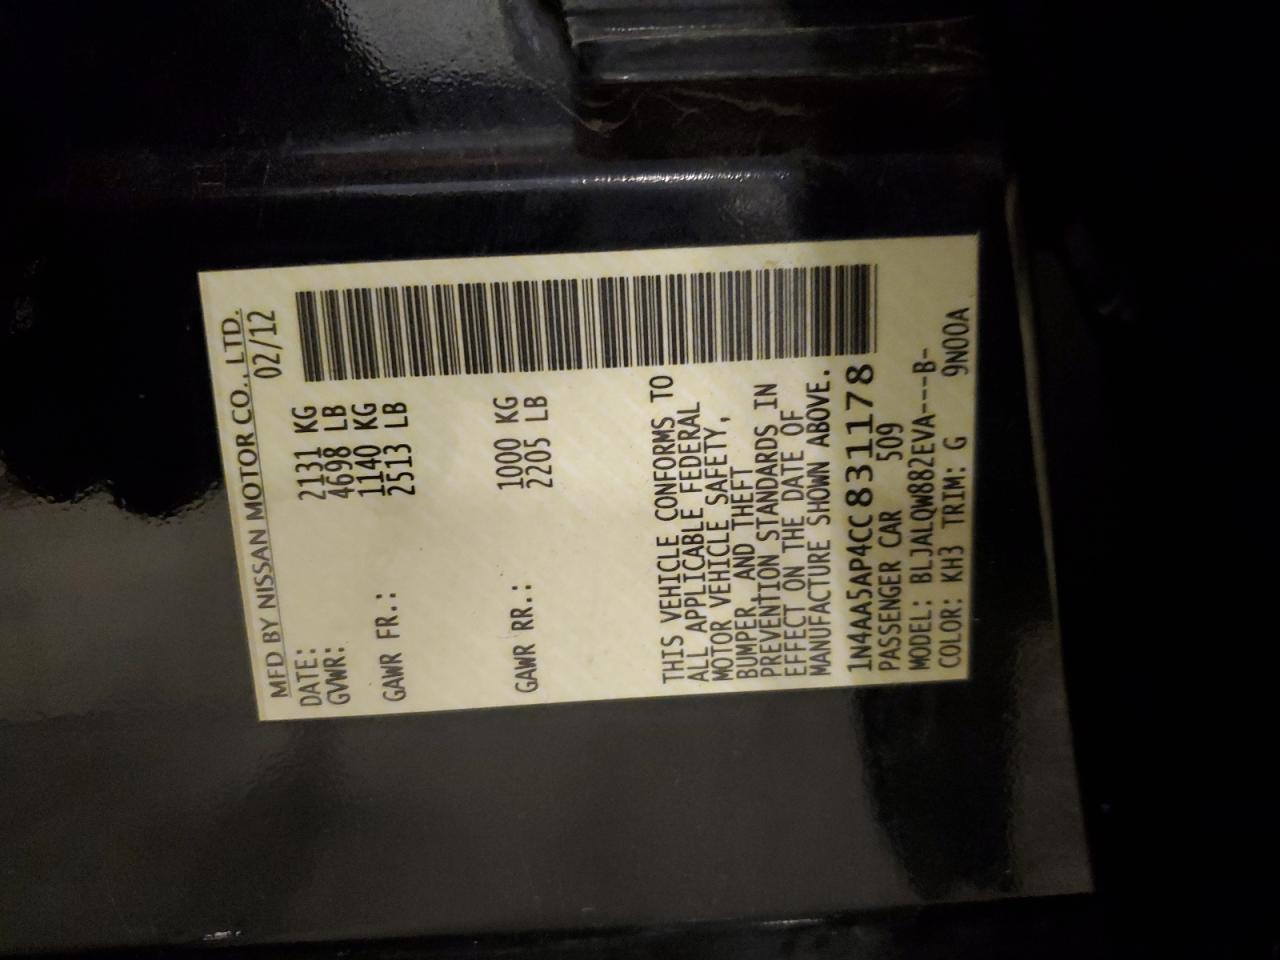 MFD BY NISSAN MOTOR CO., LTD.
DATE: 02/12
GVWR: 2131 KG
4698 LB
GAWR FR.: 1140 KG
2513 LB
GAWR RR.: 1000 KG
2205 LB
THIS VEHICLE CONFORMS TO
ALL APPLICABLE FEDERAL
MOTOR VEHICLE SAFETY,
BUMPER, AND THEFT
PREVENTION STANDARDS IN
EFFECT ON THE DATE OF
MANUFACTURE SHOWN ABOVE.
1N4AA5AP4CC831178
PASSENGER CAR 509
MODEL: BLJALQW882EVA---B-
COLOR: KH3 TRIM: G 9N00A